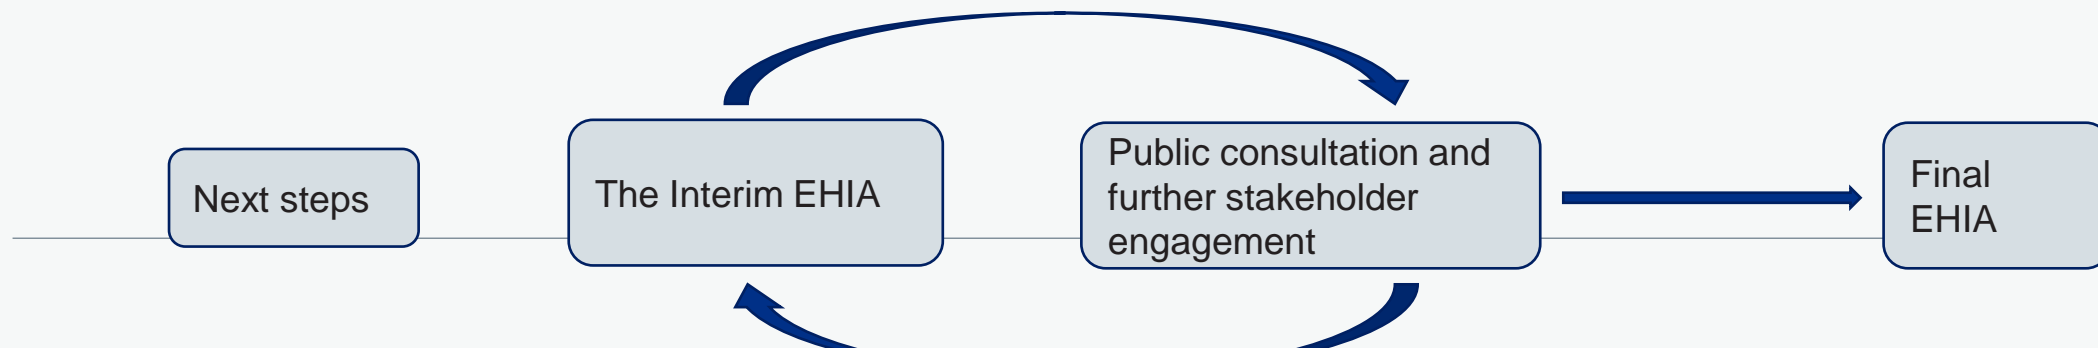 Next steps
The Interim EHIA
Public consultation and
further stakeholder
engagement
Final
EHIA